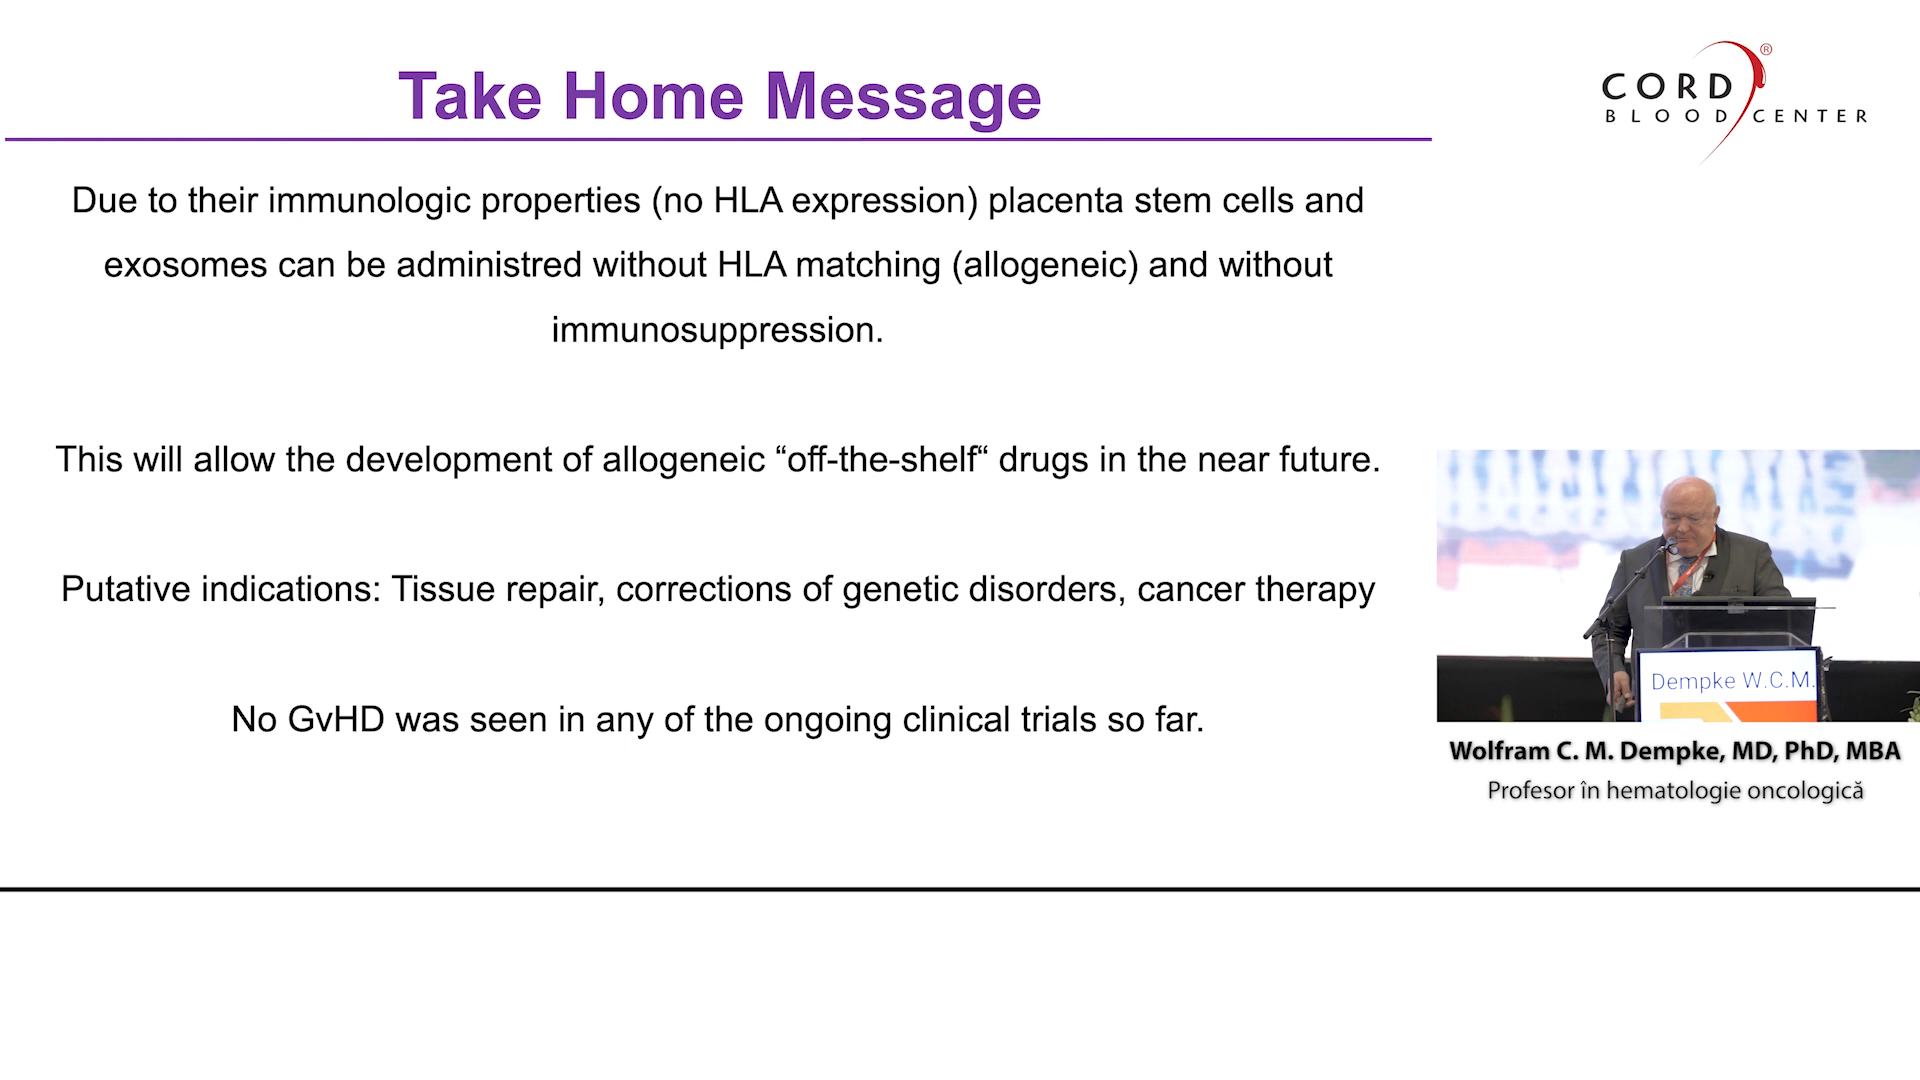 Take Home Message
CORD
BLOOD CENTER
®
Due to their immunologic properties (no HLA expression) placenta stem cells and
exosomes can be administred without HLA matching (allogeneic) and without
immunosuppression.
This will allow the development of allogeneic “off-the-shelf“ drugs in the near future.
Putative indications: Tissue repair, corrections of genetic disorders, cancer therapy
No GvHD was seen in any of the ongoing clinical trials so far.
Dempke W.C.M.
Wolfram C. M. Dempke, MD, PhD, MBA
Profesor în hematologie oncologică